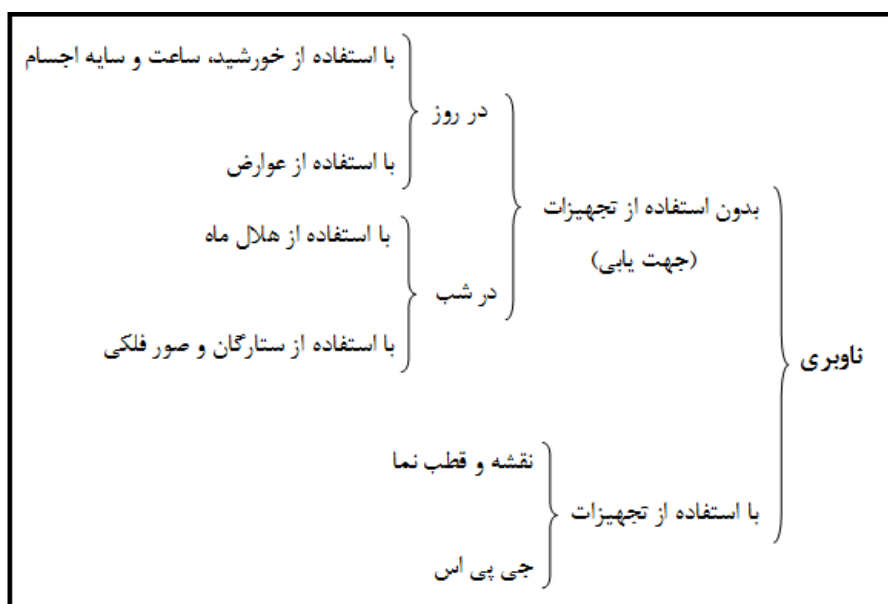 ناوبری
بدون استفاده از تجهیزات
(جهت یابی)
در روز
با استفاده از خورشید، ساعت و سایه اجسام
با استفاده از عوارض
در شب
با استفاده از هلال ماه
با استفاده از ستارگان و صور فلکی
با استفاده از تجهیزات
نقشه و قطب نما
جی پی اس